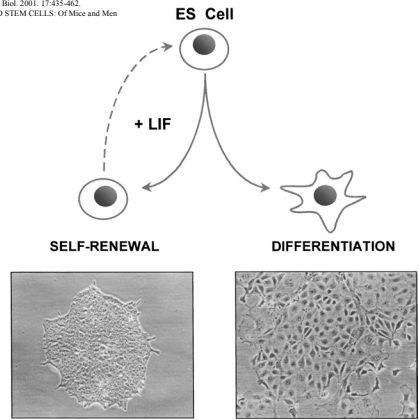 Biol. 2001. 17:435-462.
STEM CELLS: Of Mice and Men
ES Cell
+ LIF
SELF-RENEWAL
DIFFERENTIATION